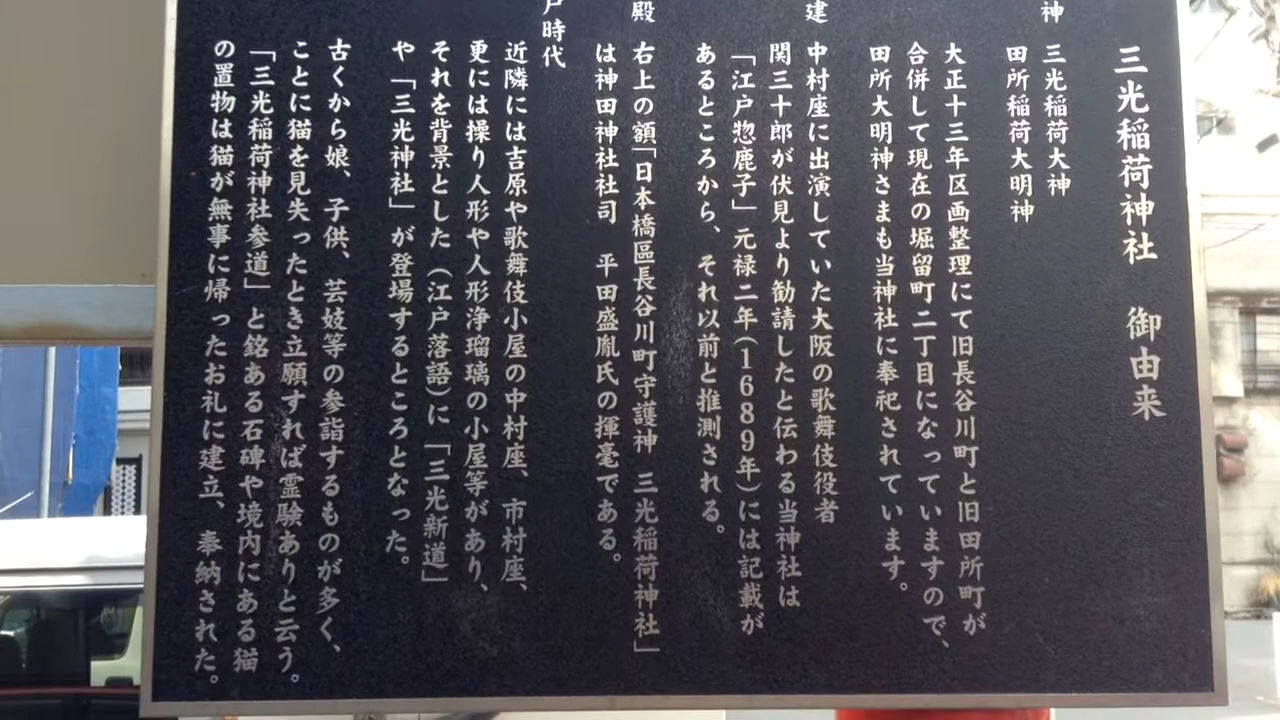 三光稲荷神社　御由来
神
三光稲荷大神
田所稲荷大明神
大正十三年区画整理にて旧長谷川町と旧田所町が
合併して現在の堀留町二丁目になっていますので、
田所大明神さまも当神社に奉祀されています。
建
中村座に出演していた大阪の歌舞伎役者
関三十郎が伏見より勧請したと伝わる当神社は
「江戸惣鹿子」元禄二年(1689年)には記載が
あるところから、それ以前と推測される。
殿
右上の額「日本橋區長谷川町守護神 三光稲荷神社」
は神田神社社司　平田盛胤氏の揮毫である。
戸時代
近隣には吉原や歌舞伎小屋の中村座、市村座、
更には操り人形や人形浄瑠璃の小屋等があり、
それを背景とした(江戸落語)に「三光新道」
や「三光神社」が登場するところとなった。
古くから娘、子供、芸妓等の参詣するものが多く、
ことに猫を見失ったとき立願すれば霊験ありと云う。
「三光稲荷神社参道」と銘ある石碑や境内にある猫
の置物は猫が無事に帰ったお礼に建立、奉納された。